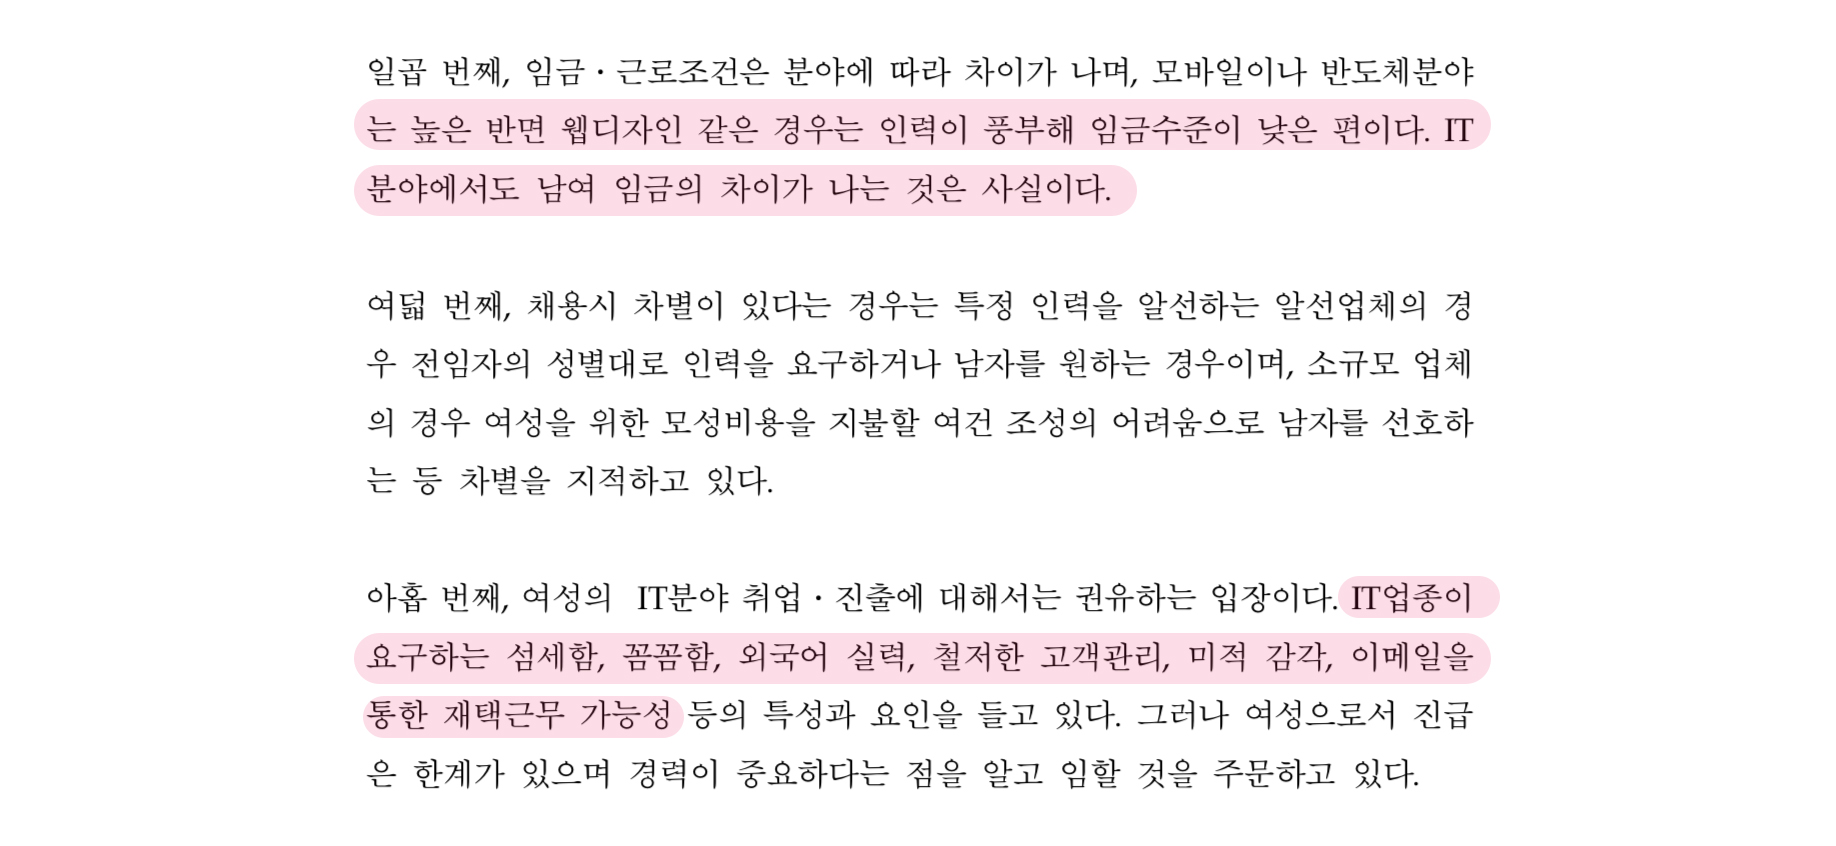 일곱 번째, 임금·근로조건은 분야에 따라 차이가 나며, 모바일이나 반도체분야
는 높은 반면 웹디자인 같은 경우는 인력이 풍부해 임금수준이 낮은 편이다. IT
분야에서도 남여 임금의 차이가 나는 것은 사실이다.
여덟 번째, 채용시 차별이 있다는 경우는 특정 인력을 알선하는 알선업체의 경
우 전임자의 성별대로 인력을 요구하거나 남자를 원하는 경우이며, 소규모 업체
의 경우 여성을 위한 모성비용을 지불할 여건 조성의 어려움으로 남자를 선호하
는 등 차별을 지적하고 있다.
아홉 번째, 여성의 IT분야 취업·진출에 대해서는 권유하는 입장이다. IT업종이
요구하는 섬세함, 꼼꼼함, 외국어 실력, 철저한 고객관리, 미적 감각, 이메일을
통한 재택근무 가능성 등의 특성과 요인을 들고 있다. 그러나 여성으로서 진급
은 한계가 있으며 경력이 중요하다는 점을 알고 임할 것을 주문하고 있다.